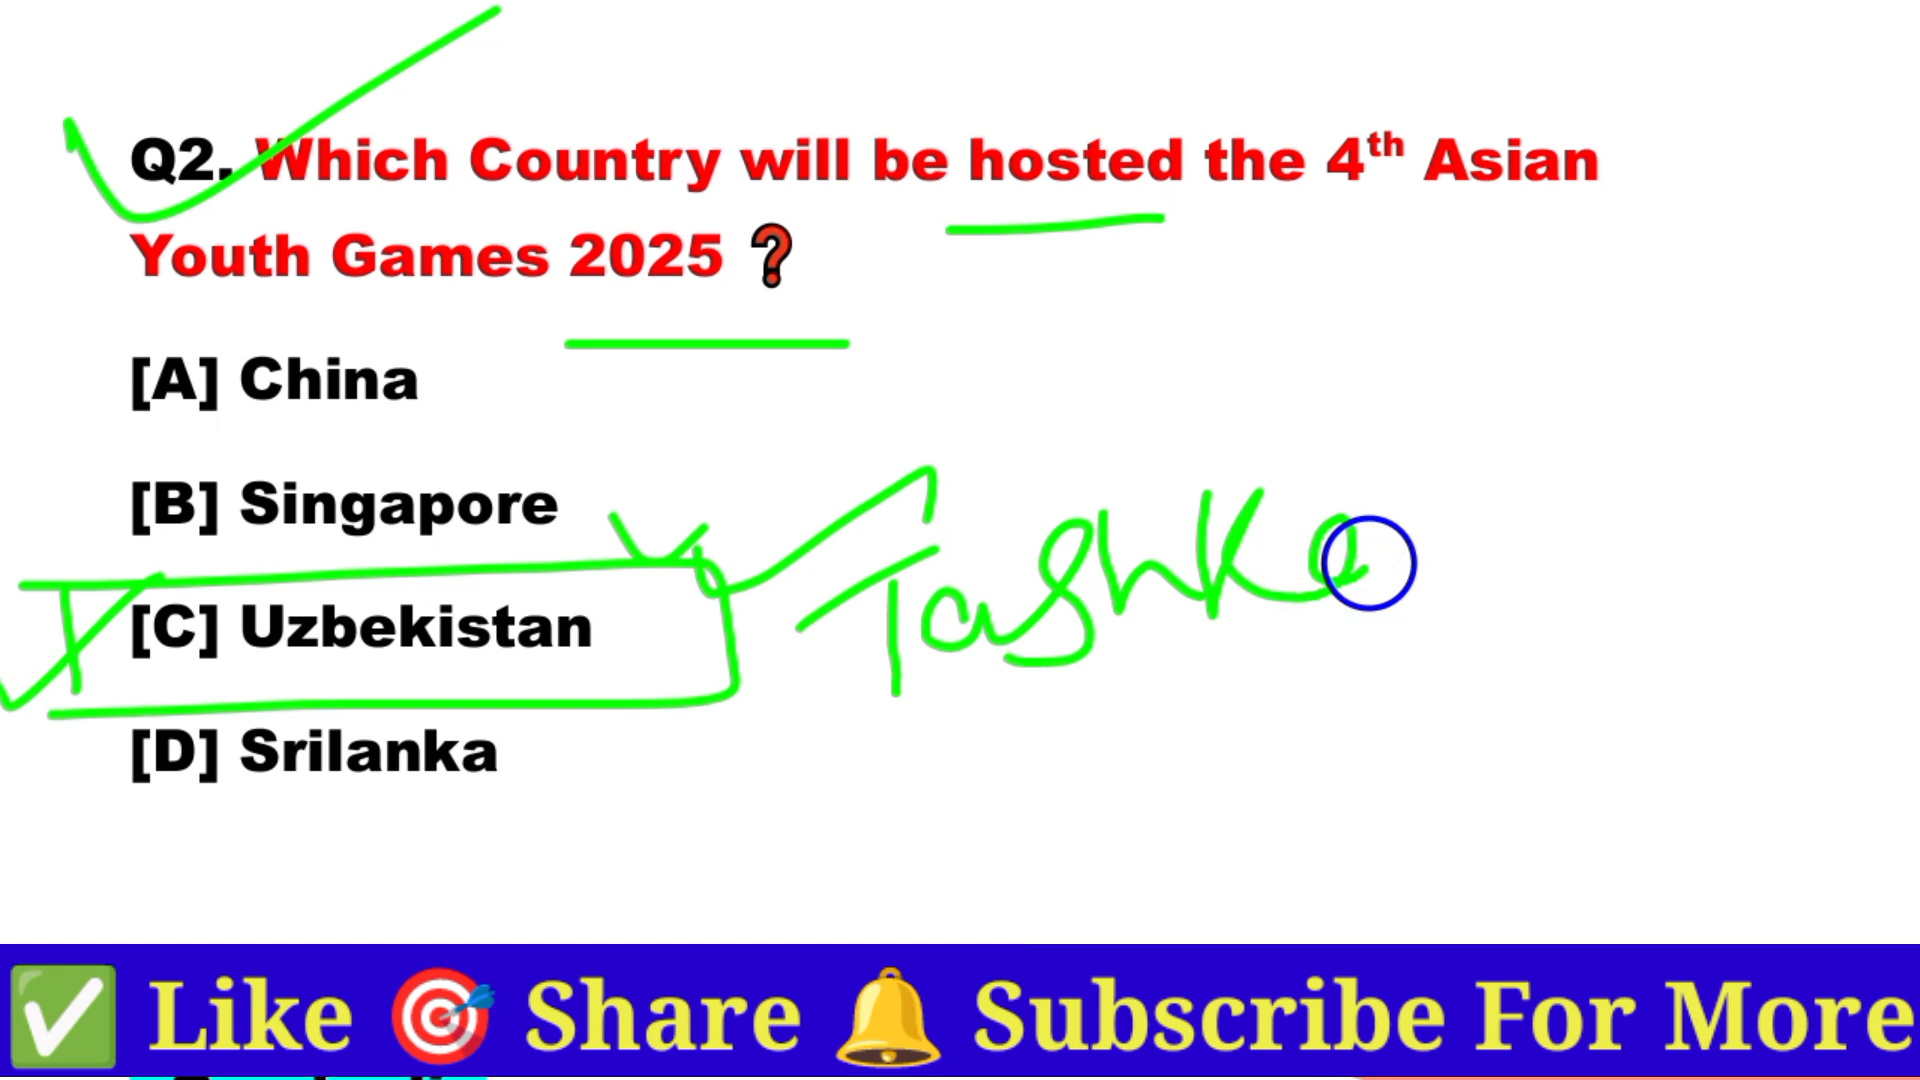 Q2. Which Country will be hosted the 4th Asian
Youth Games 2025 ❓
[A] China
[B] Singapore
[C] Uzbekistan
Tashka
[D] Srilanka
✅ Like 🎯 Share 🔔 Subscribe For More